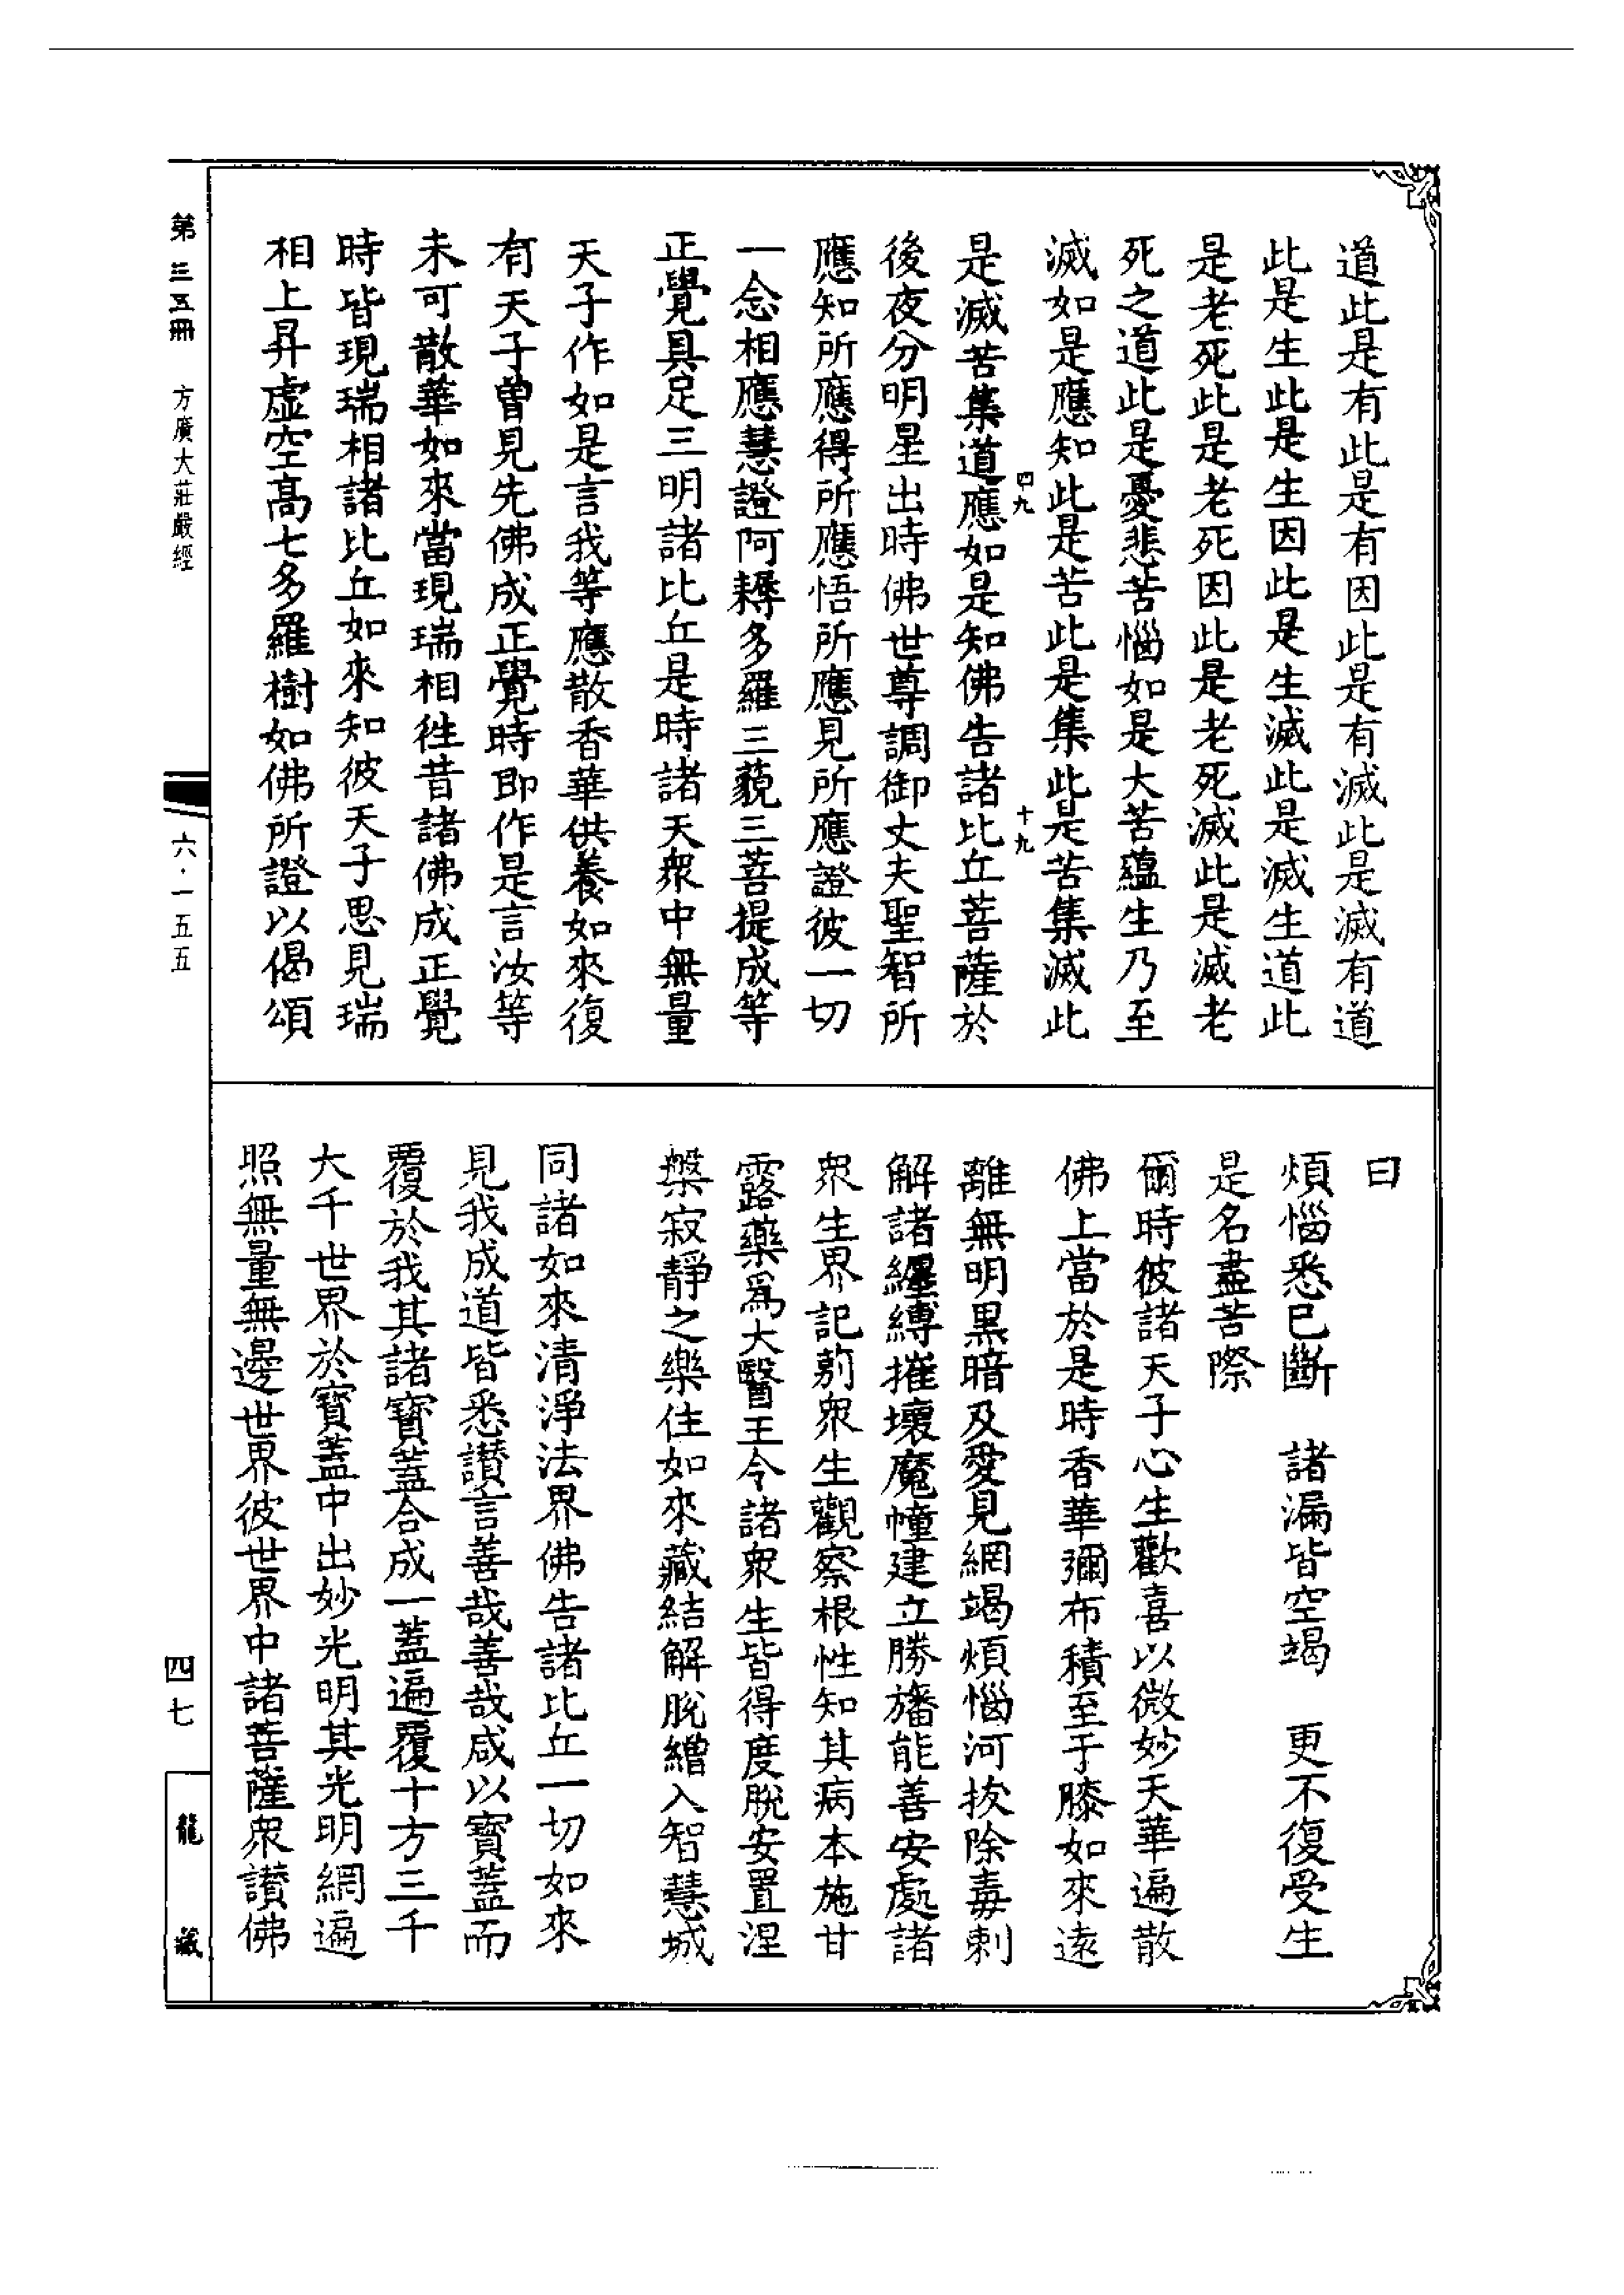 道此是有此是有因此是有滅此是滅有道
此是生此是生因此是生滅此是滅生道此
是老死此是老死因此是老死滅此是滅老
死之道此是憂悲苦惱如是大苦蘊生乃至
滅如是應知此是苦此是集此是苦集滅此
四九
十九
是滅苦集道應如是知佛告諸比丘菩薩於
後夜分明星出時佛世尊調御丈夫聖智所
應知所應得所應悟所應見所應證彼一切
一念相應慧證阿耨多羅三藐三菩提成等
正覺具足三明諸比丘是時諸天衆中無量
天子作如是言我等應散香華供養如來復
有天子曾見先佛成正覺時即作是言汝等
未可散華如來當現瑞相徃昔諸佛成正覺
時皆現瑞相諸比丘如來知彼天子思見瑞
相上昇虛空高七多羅樹如佛所證以偈頌
曰
煩惱悉已斷　諸漏皆空竭　更不復受生
是名盡苦際
爾時彼諸天子心生歡喜以微妙天華遍散
佛上當於是時香華彌布積至于膝如來遠
離無明黑暗及愛見網竭煩惱河拔除毒刺
解諸纏縛摧壞魔幢建立勝旛能善安處諸
衆生界記莂衆生觀察根性知其病本施甘
露藥爲大醫王令諸衆生皆得度脫安置涅
槃寂靜之樂住如來藏結解脫繒入智慧城
同諸如來清淨法界佛告諸比丘一切如來
見我成道皆悉讃言善哉善哉咸以寶蓋而
覆於我其諸寶蓋合成一蓋遍覆十方三千
大千世界於寶蓋中出妙光明其光明網遍
照無量無邊世界彼世界中諸菩薩衆讃佛
第三五冊　方廣大莊嚴經
六·一五五
四七
龍藏